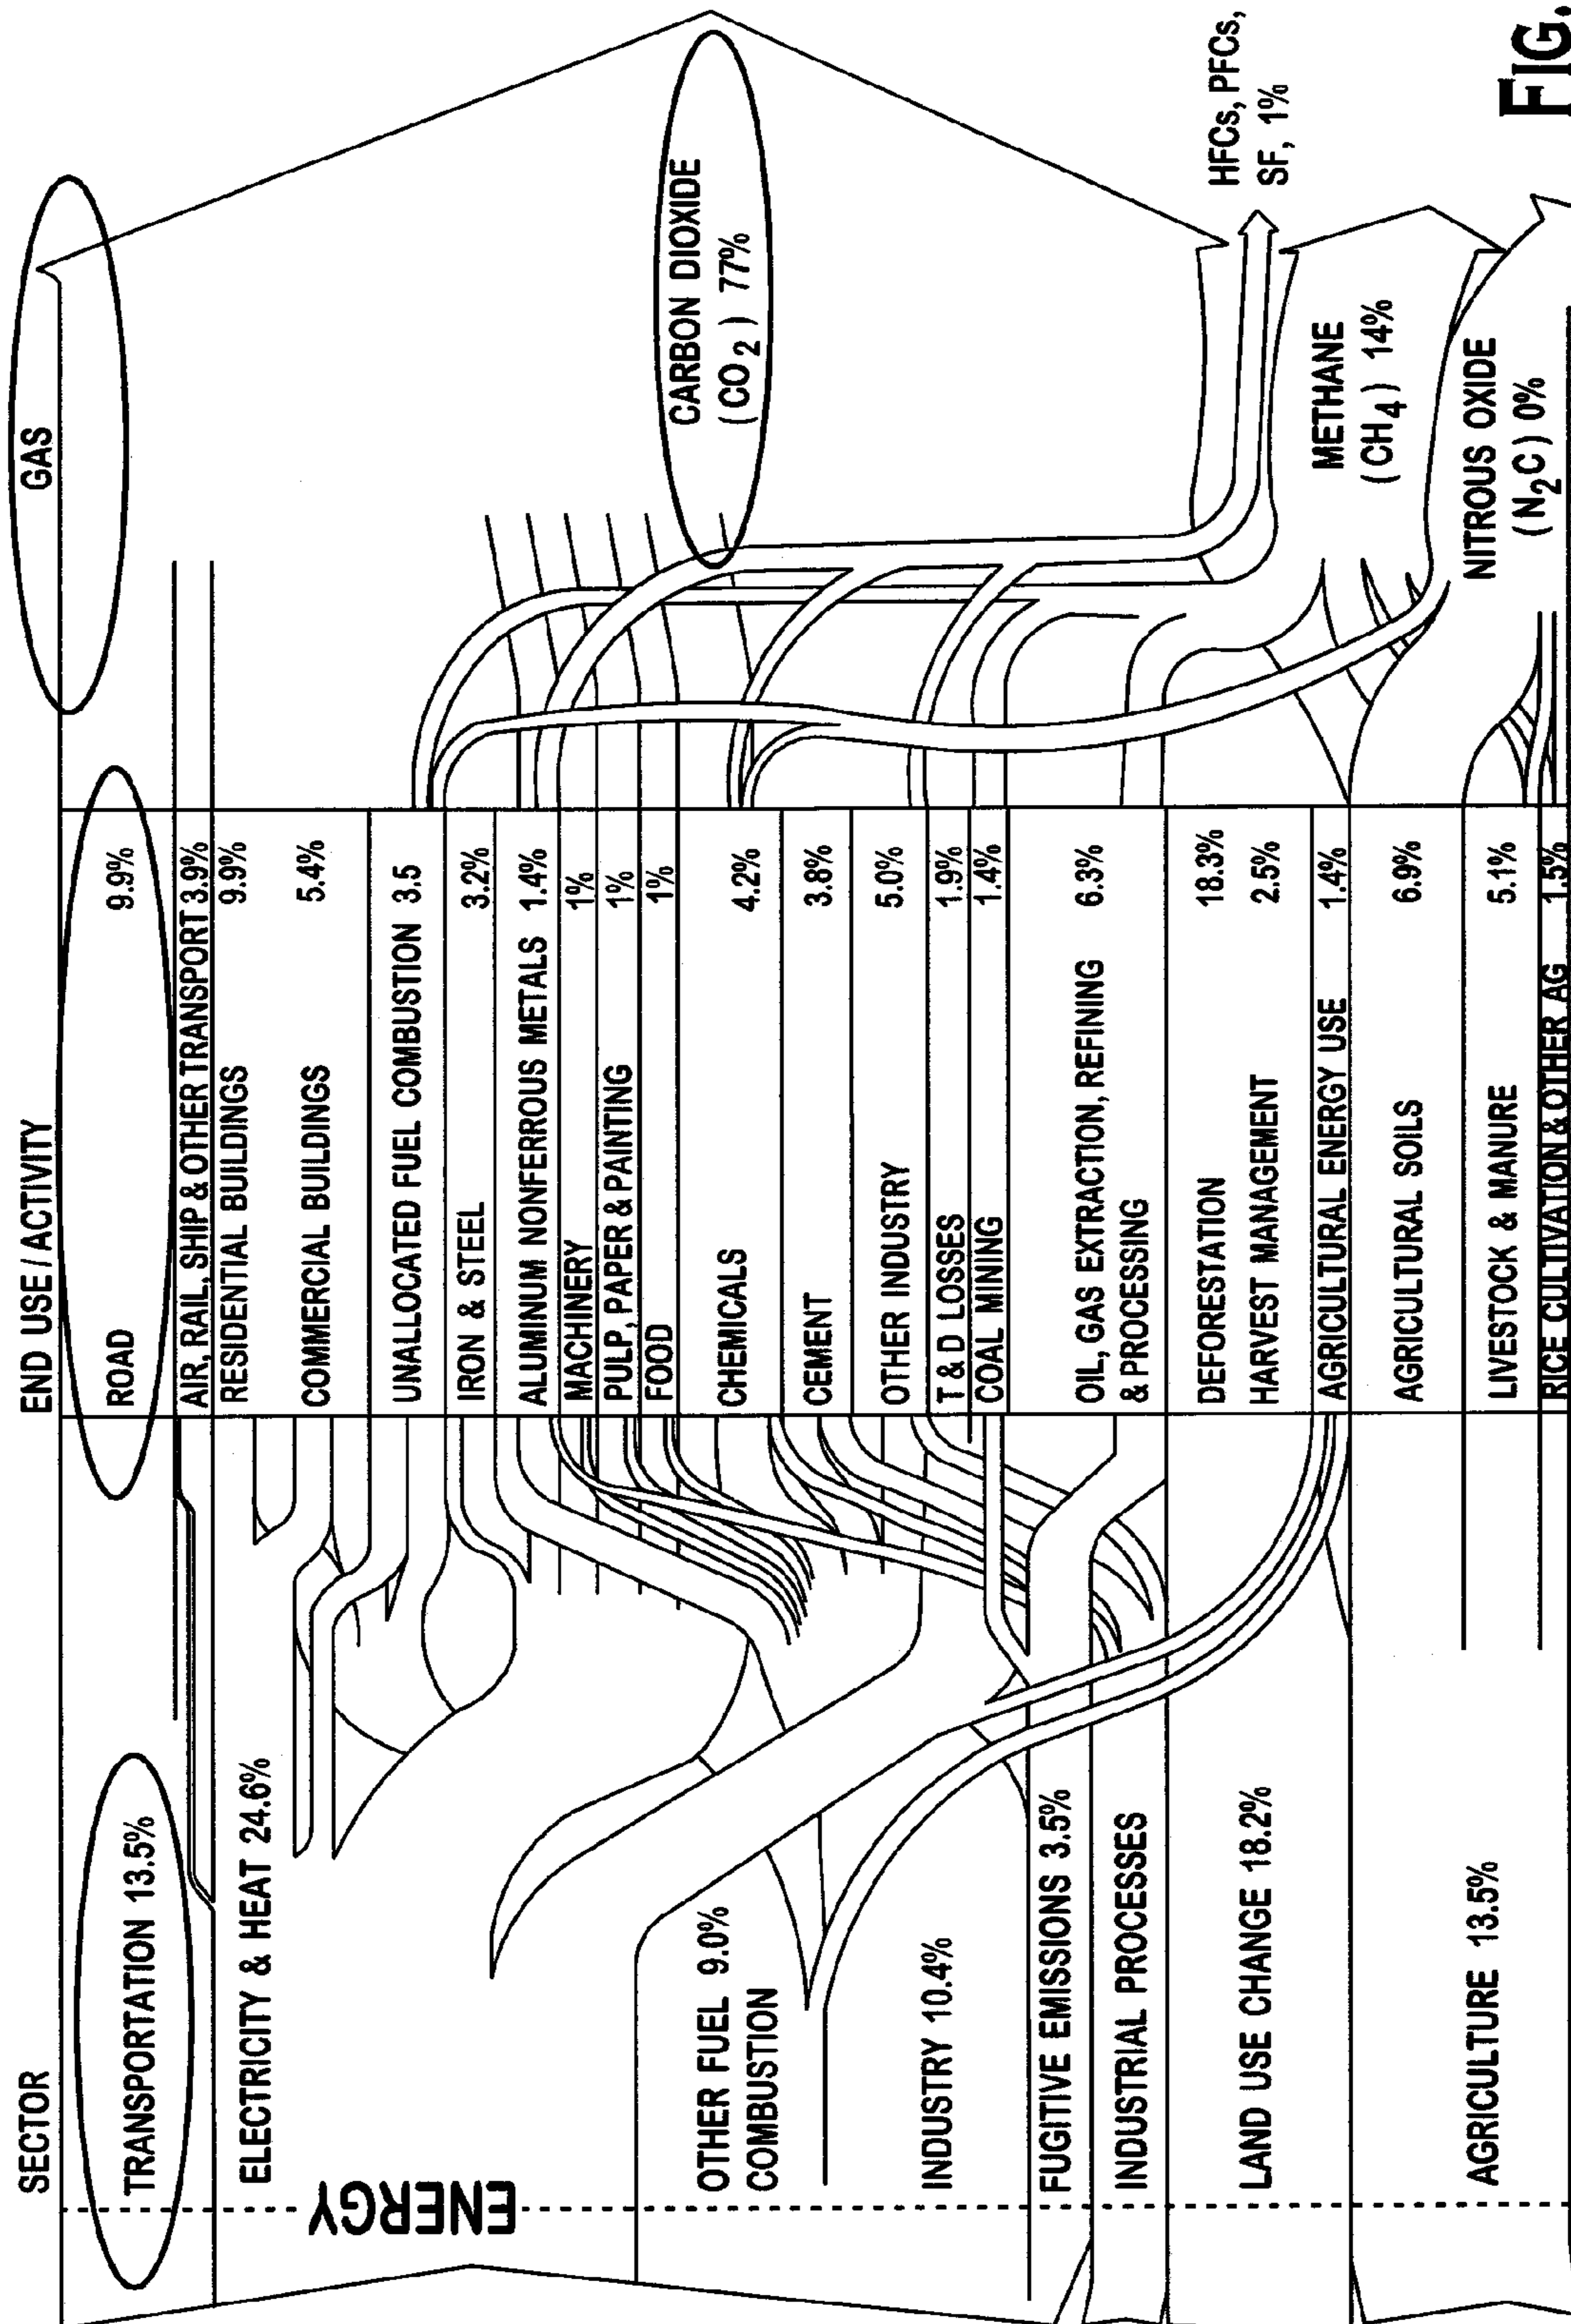 SECTOR
END USE / ACTIVITY
GAS
TRANSPORTATION 13.5%
ELECTRICITY & HEAT 24.6%
ENERGY
OTHER FUEL 9.0%
COMBUSTION
INDUSTRY 10.4%
FUGITIVE EMISSIONS 3.5%
INDUSTRIAL PROCESSES
LAND USE CHANGE 18.2%
AGRICULTURE 13.5%
ROAD 9.9%
AIR, RAIL, SHIP & OTHER TRANSPORT 3.9%
RESIDENTIAL BUILDINGS 9.9%
COMMERCIAL BUILDINGS 5.4%
UNALLOCATED FUEL COMBUSTION 3.5
IRON & STEEL 3.2%
ALUMINUM NONFERROUS METALS 1.4%
MACHINERY 1%
PULP, PAPER & PAINTING 1%
FOOD 1%
CHEMICALS 4.2%
CEMENT 3.8%
OTHER INDUSTRY 5.0%
T & D LOSSES 1.9%
COAL MINING 1.4%
OIL, GAS EXTRACTION, REFINING 6.3%
& PROCESSING
DEFORESTATION 18.3%
HARVEST MANAGEMENT 2.5%
AGRICULTURAL ENERGY USE 1.4%
AGRICULTURAL SOILS 6.9%
LIVESTOCK & MANURE 5.1%
RICE CULTIVATION & OTHER AG 1.5%
CARBON DIOXIDE
(CO₂) 77%
HFCs, PFCs,
SF, 1%
METHANE
(CH₄) 14%
NITROUS OXIDE
(N₂C) 0%
FIG.